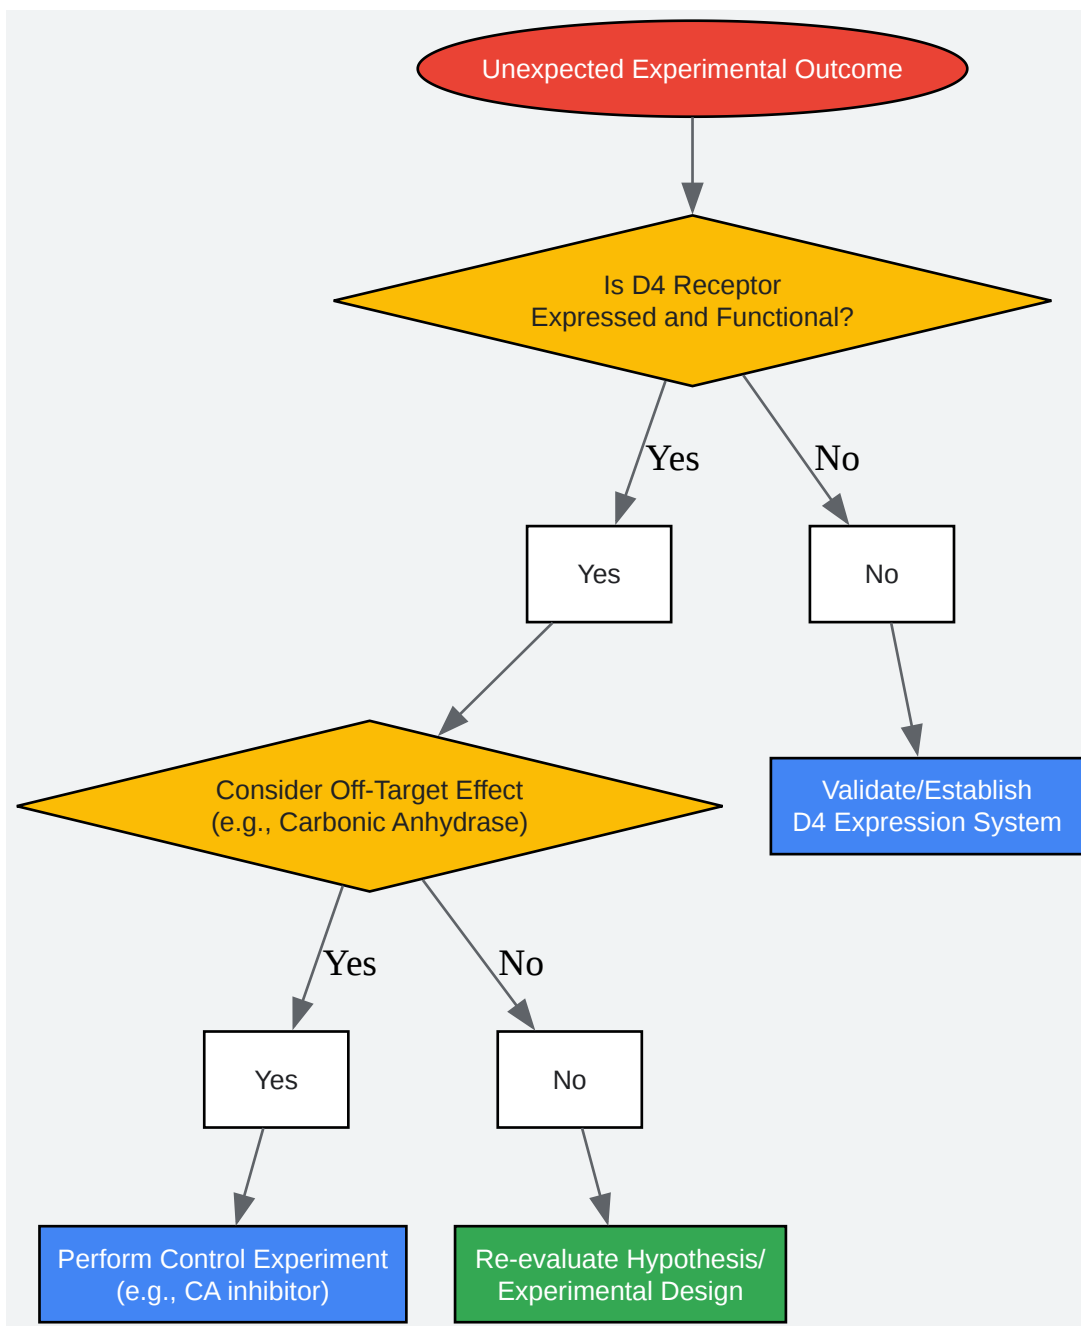 Unexpected Experimental Outcome
Is D4 Receptor
Expressed and Functional?
Yes
No
Yes
No
Consider Off-Target Effect
(e.g., Carbonic Anhydrase)
Validate/Establish
D4 Expression System
Yes
No
Yes
No
Perform Control Experiment
(e.g., CA inhibitor)
Re-evaluate Hypothesis/
Experimental Design